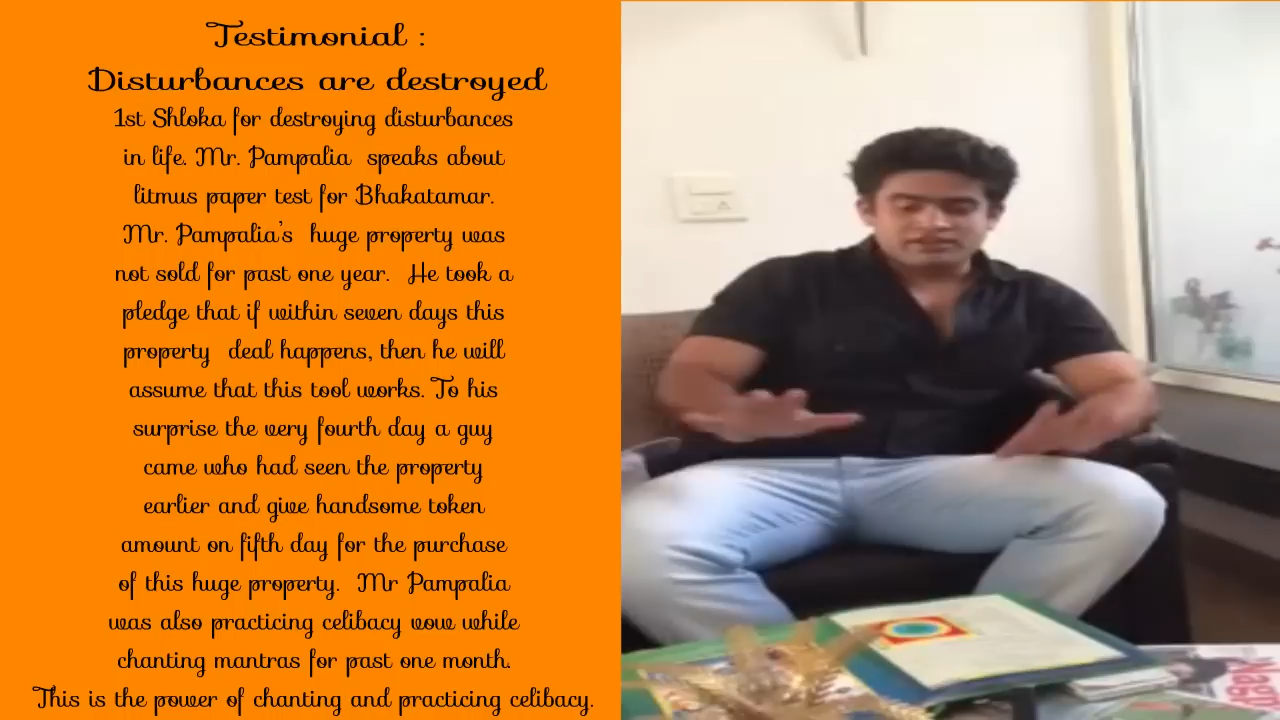 Testimonial :
Disturbances are destroyed
1st Shloka for destroying disturbances
in life. Mr. Pampalia speaks about
litmus paper test for Bhakatamar.
Mr. Pampalia's huge property was
not sold for past one year. He took a
pledge that if within seven days this
property deal happens, then he will
assume that this tool works. To his
surprise the very fourth day a guy
came who had seen the property
earlier and give handsome token
amount on fifth day for the purchase
of this huge property. Mr Pampalia
was also practicing celibacy vow while
chanting mantras for past one month.
This is the power of chanting and practicing celibacy.